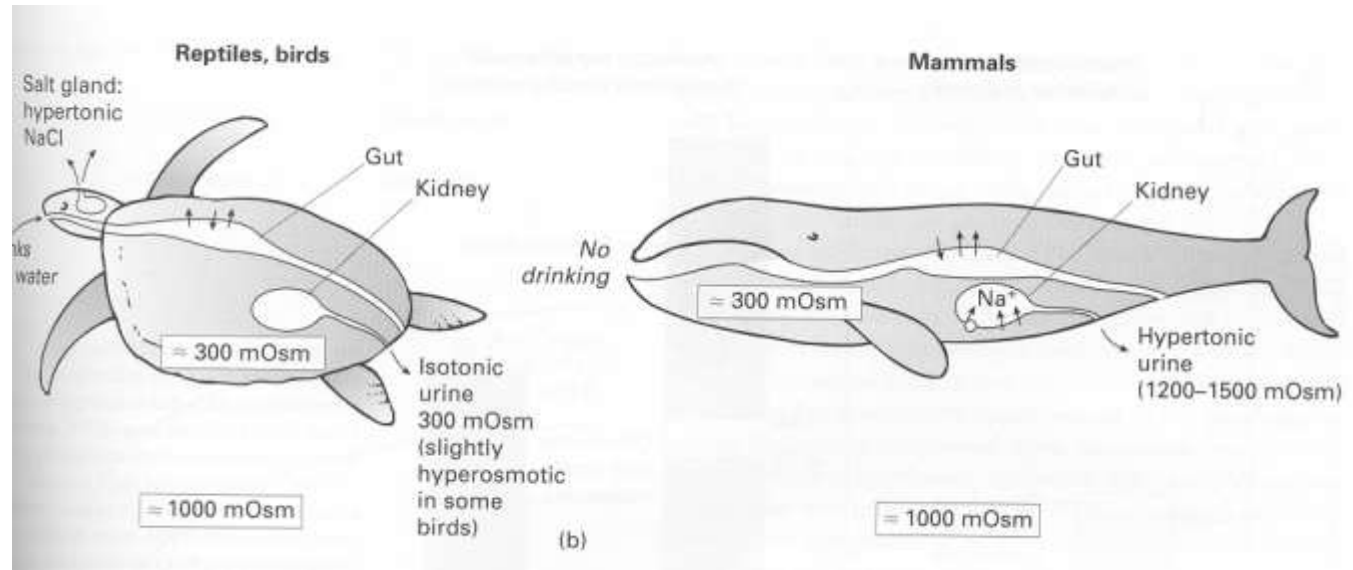 Reptiles, birds
Salt gland:
hypertonic
NaCl
Gut
Kidney
water
≈ 300 mOsm
Isotonic
urine
300 mOsm
(slightly
hyperosmotic
in some
birds)
≈ 1000 mOsm
(b)
Mammals
Gut
Kidney
No
drinking
≈ 300 mOsm
Na⁺
Hypertonic
urine
(1200–1500 mOsm)
≈ 1000 mOsm